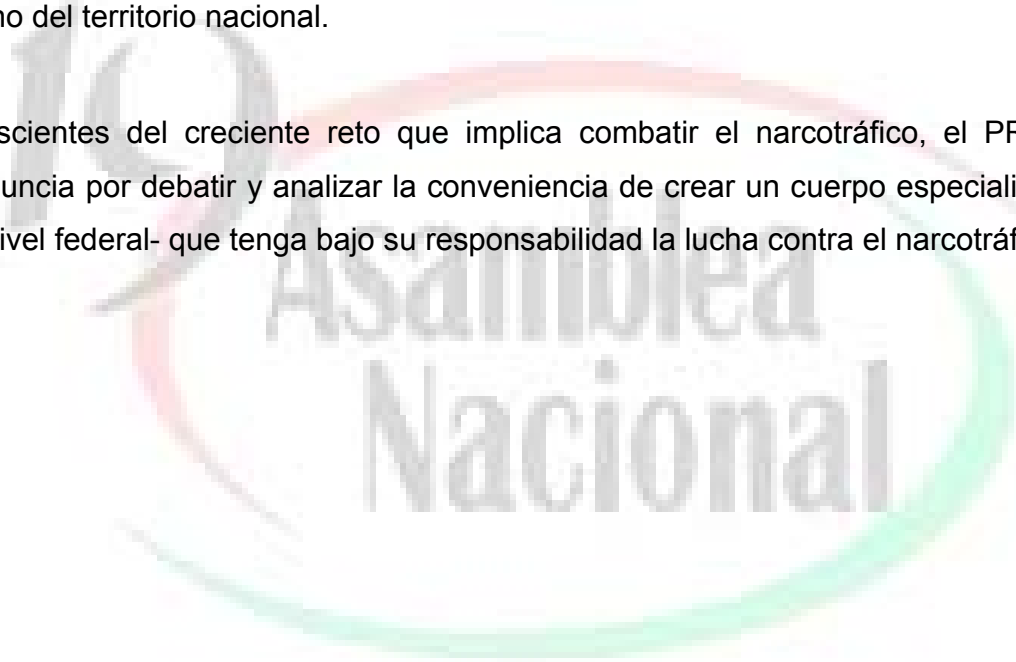 no del territorio nacional.
scientes del creciente reto que implica combatir el narcotráfico, el PR
uncia por debatir y analizar la conveniencia de crear un cuerpo especiali
ivel federal- que tenga bajo su responsabilidad la lucha contra el narcotráf
19
Asamblea
Nacional